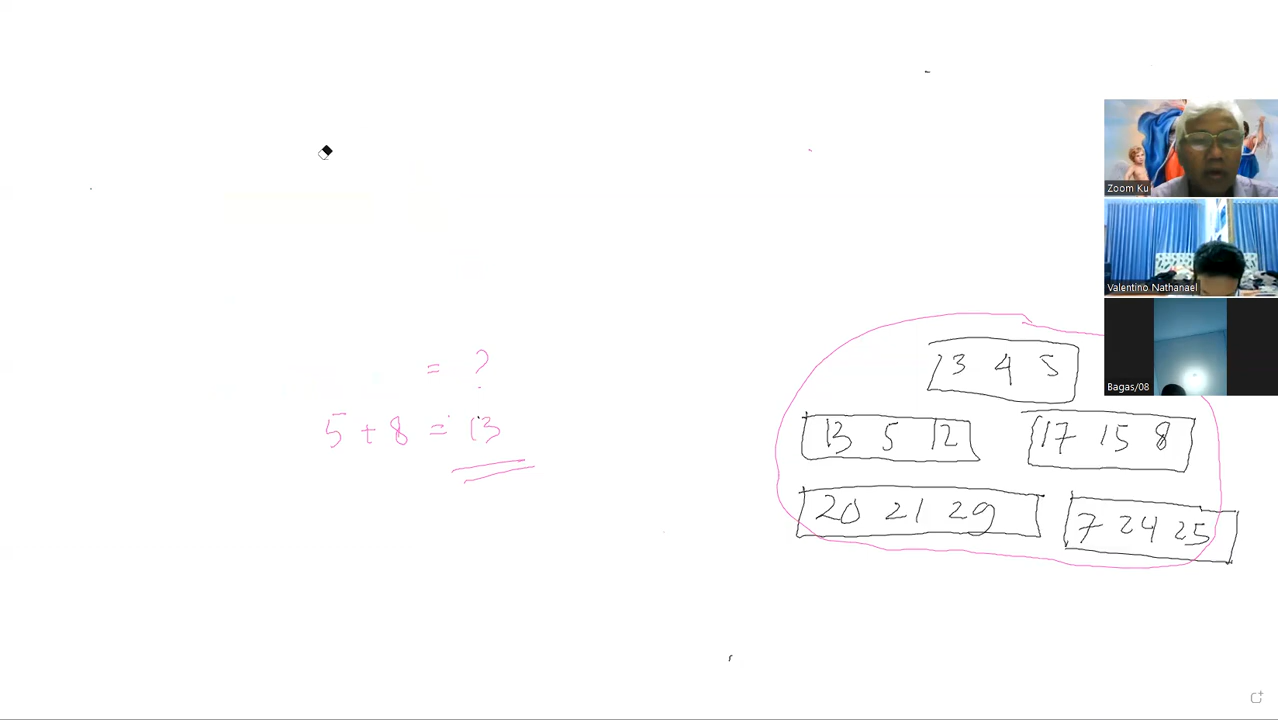 = ?
5 + 8 = 13
3 4 5
13 5 12
17 15 8
20 21 29
7 24 25
Zoom Ku
Valentino Nathanael
Bagas/08